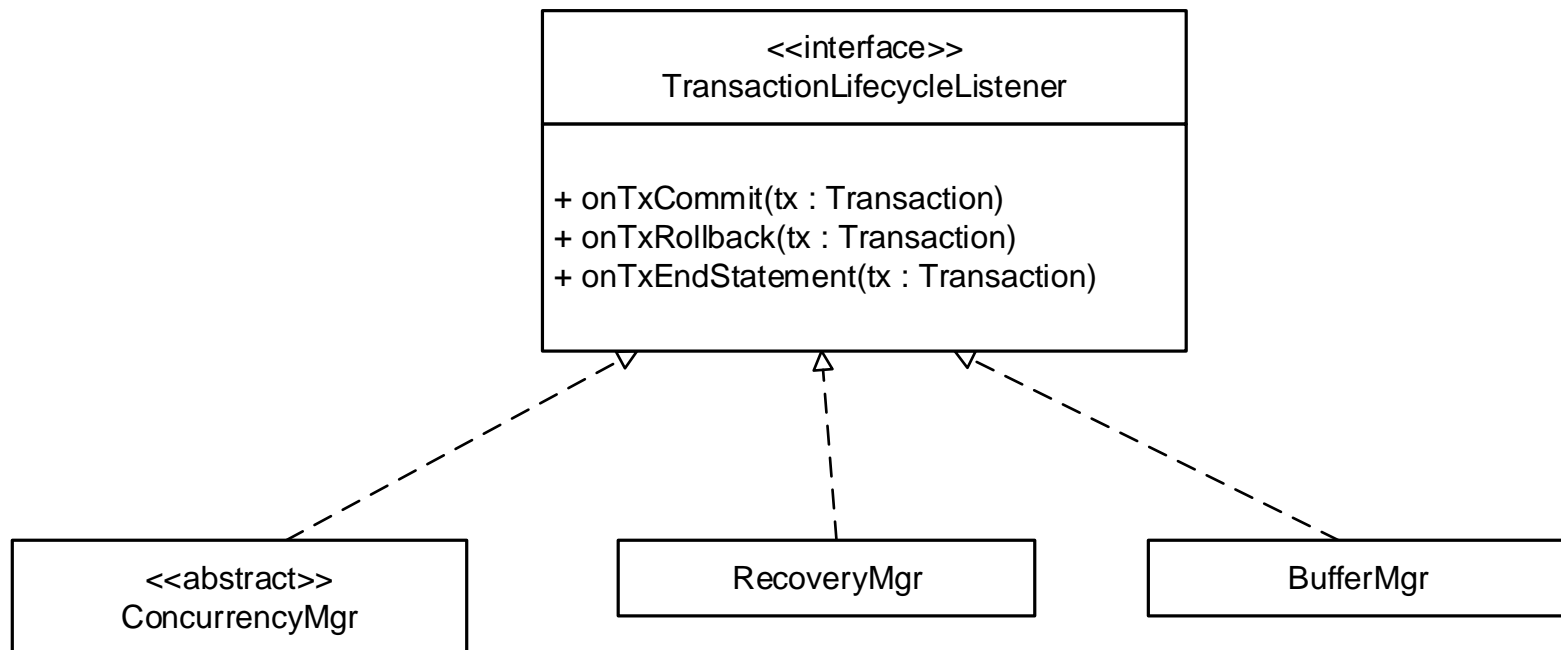 <<interface>>
TransactionLifecycleListener
+ onTxCommit(tx : Transaction)
+ onTxRollback(tx : Transaction)
+ onTxEndStatement(tx : Transaction)
<<abstract>>
ConcurrencyMgr
RecoveryMgr
BufferMgr